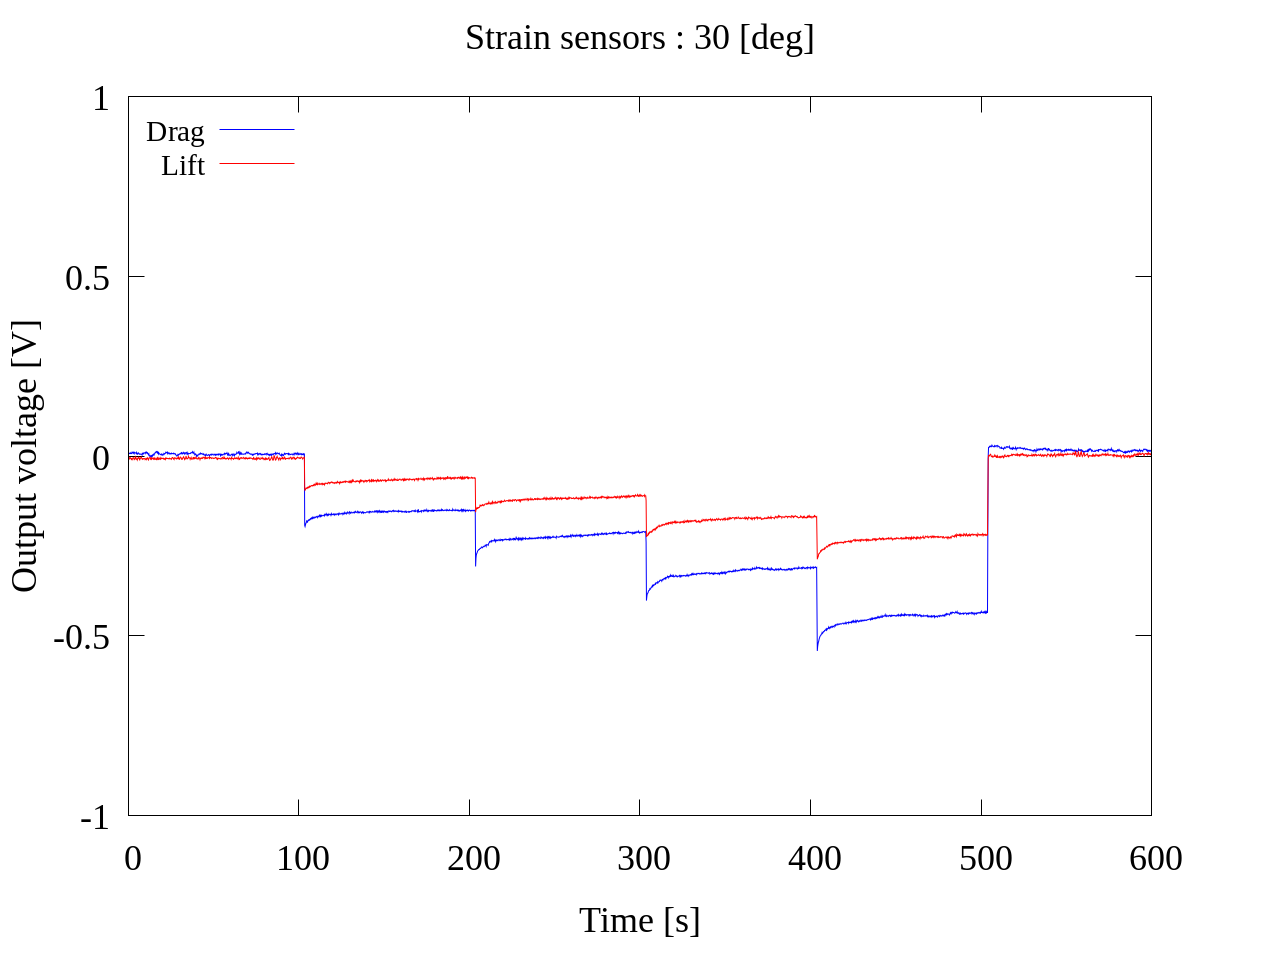 Strain sensors : 30 [deg]
1
Drag
Lift
0.5
0
-0.5
-1
Output voltage [V]
0 100 200 300 400 500 600
Time [s]